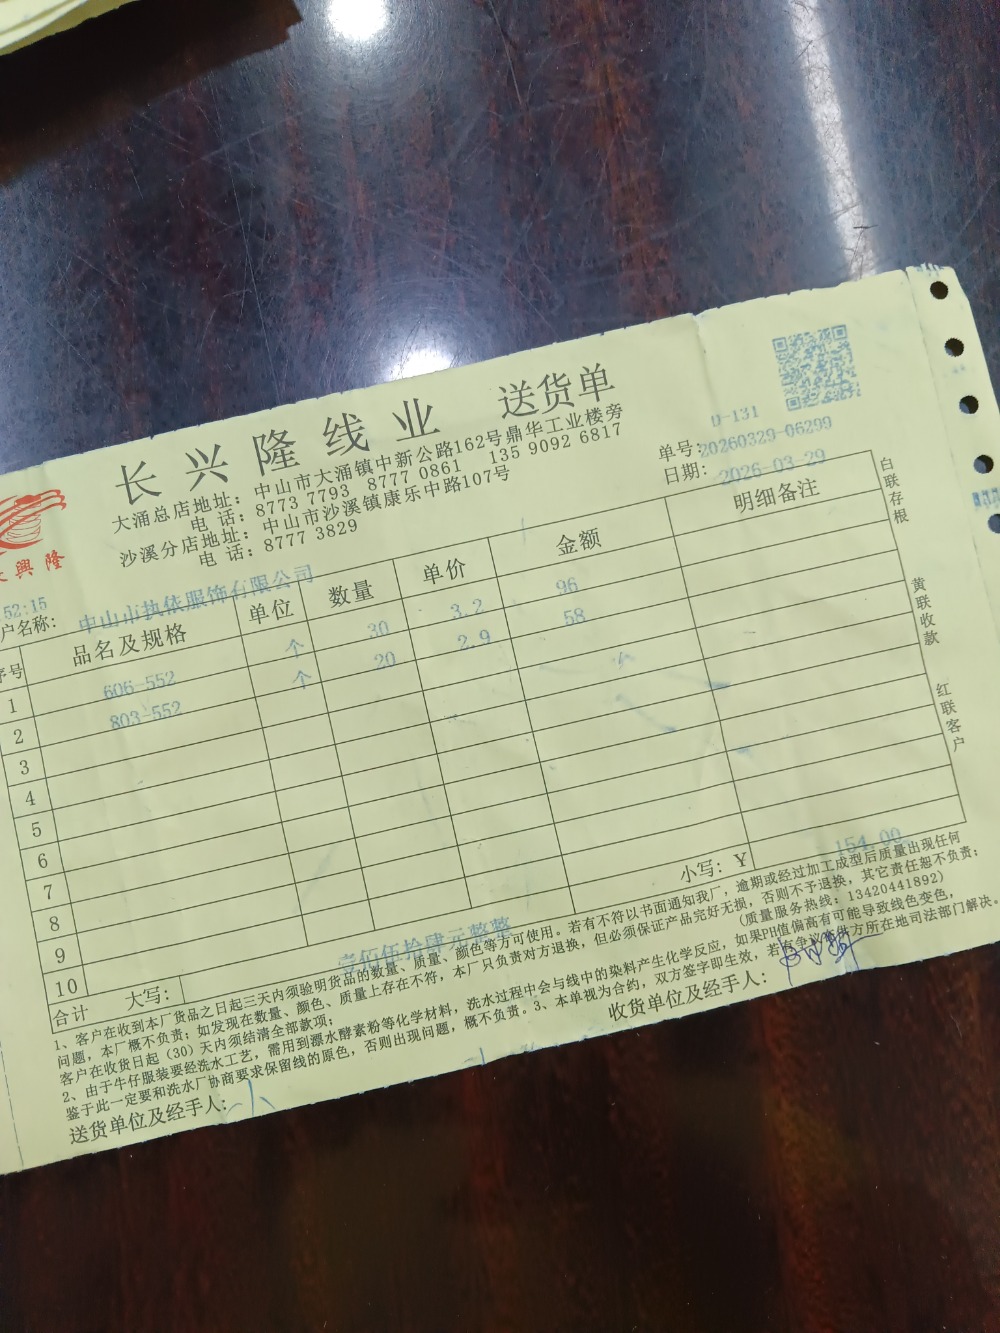 长兴隆线业 送货单
大涌总店地址：中山市大涌镇中新公路162号鼎华工业楼旁
电 话：8773 7793 8777 0861 135 9092 6817
沙溪分店地址：中山市沙溪镇康乐中路107号
电 话：8777 3829
D-131
单号：20260329-06299
日期：2026-03-29
興隆
52:15
户名称：中山市执依服饰有限公司
序号 品名及规格 单位 数量 单价 金额 明细备注
1 606-552 个 30 3.2 96
2 803-552 个 20 2.9 58
3
4
5
6
7
8
9
10
合计 大写：壹佰伍拾肆元整整 小写：￥154.00
1、客户在收到本厂货品之日起三天内须验明货品的数量、质量、颜色等方可使用。若有不符以书面通知我厂，逾期或经过加工成型后质量出现任何
问题，本厂概不负责；如发现在数量、颜色、质量上存在不符，本厂只负责对方退换，但必须保证产品完好无损，否则不予退换，其它责任恕不负责；
客户在收货日起（30）天内须结清全部款项；（质量服务热线：13420441892）
2、由于牛仔服装要经洗水工艺，需用到漂水酵素粉等化学材料，洗水过程中会与线中的染料产生化学反应，如果PH值偏高有可能导致线色变色，
鉴于此一定要和洗水厂协商要求保留线的原色，否则出现问题，概不负责。3、本单视为合约，双方签字即生效，若有争议在供方所在地司法部门解决。
送货单位及经手人：小
收货单位及经手人：
白联存根
黄联收款
红联客户